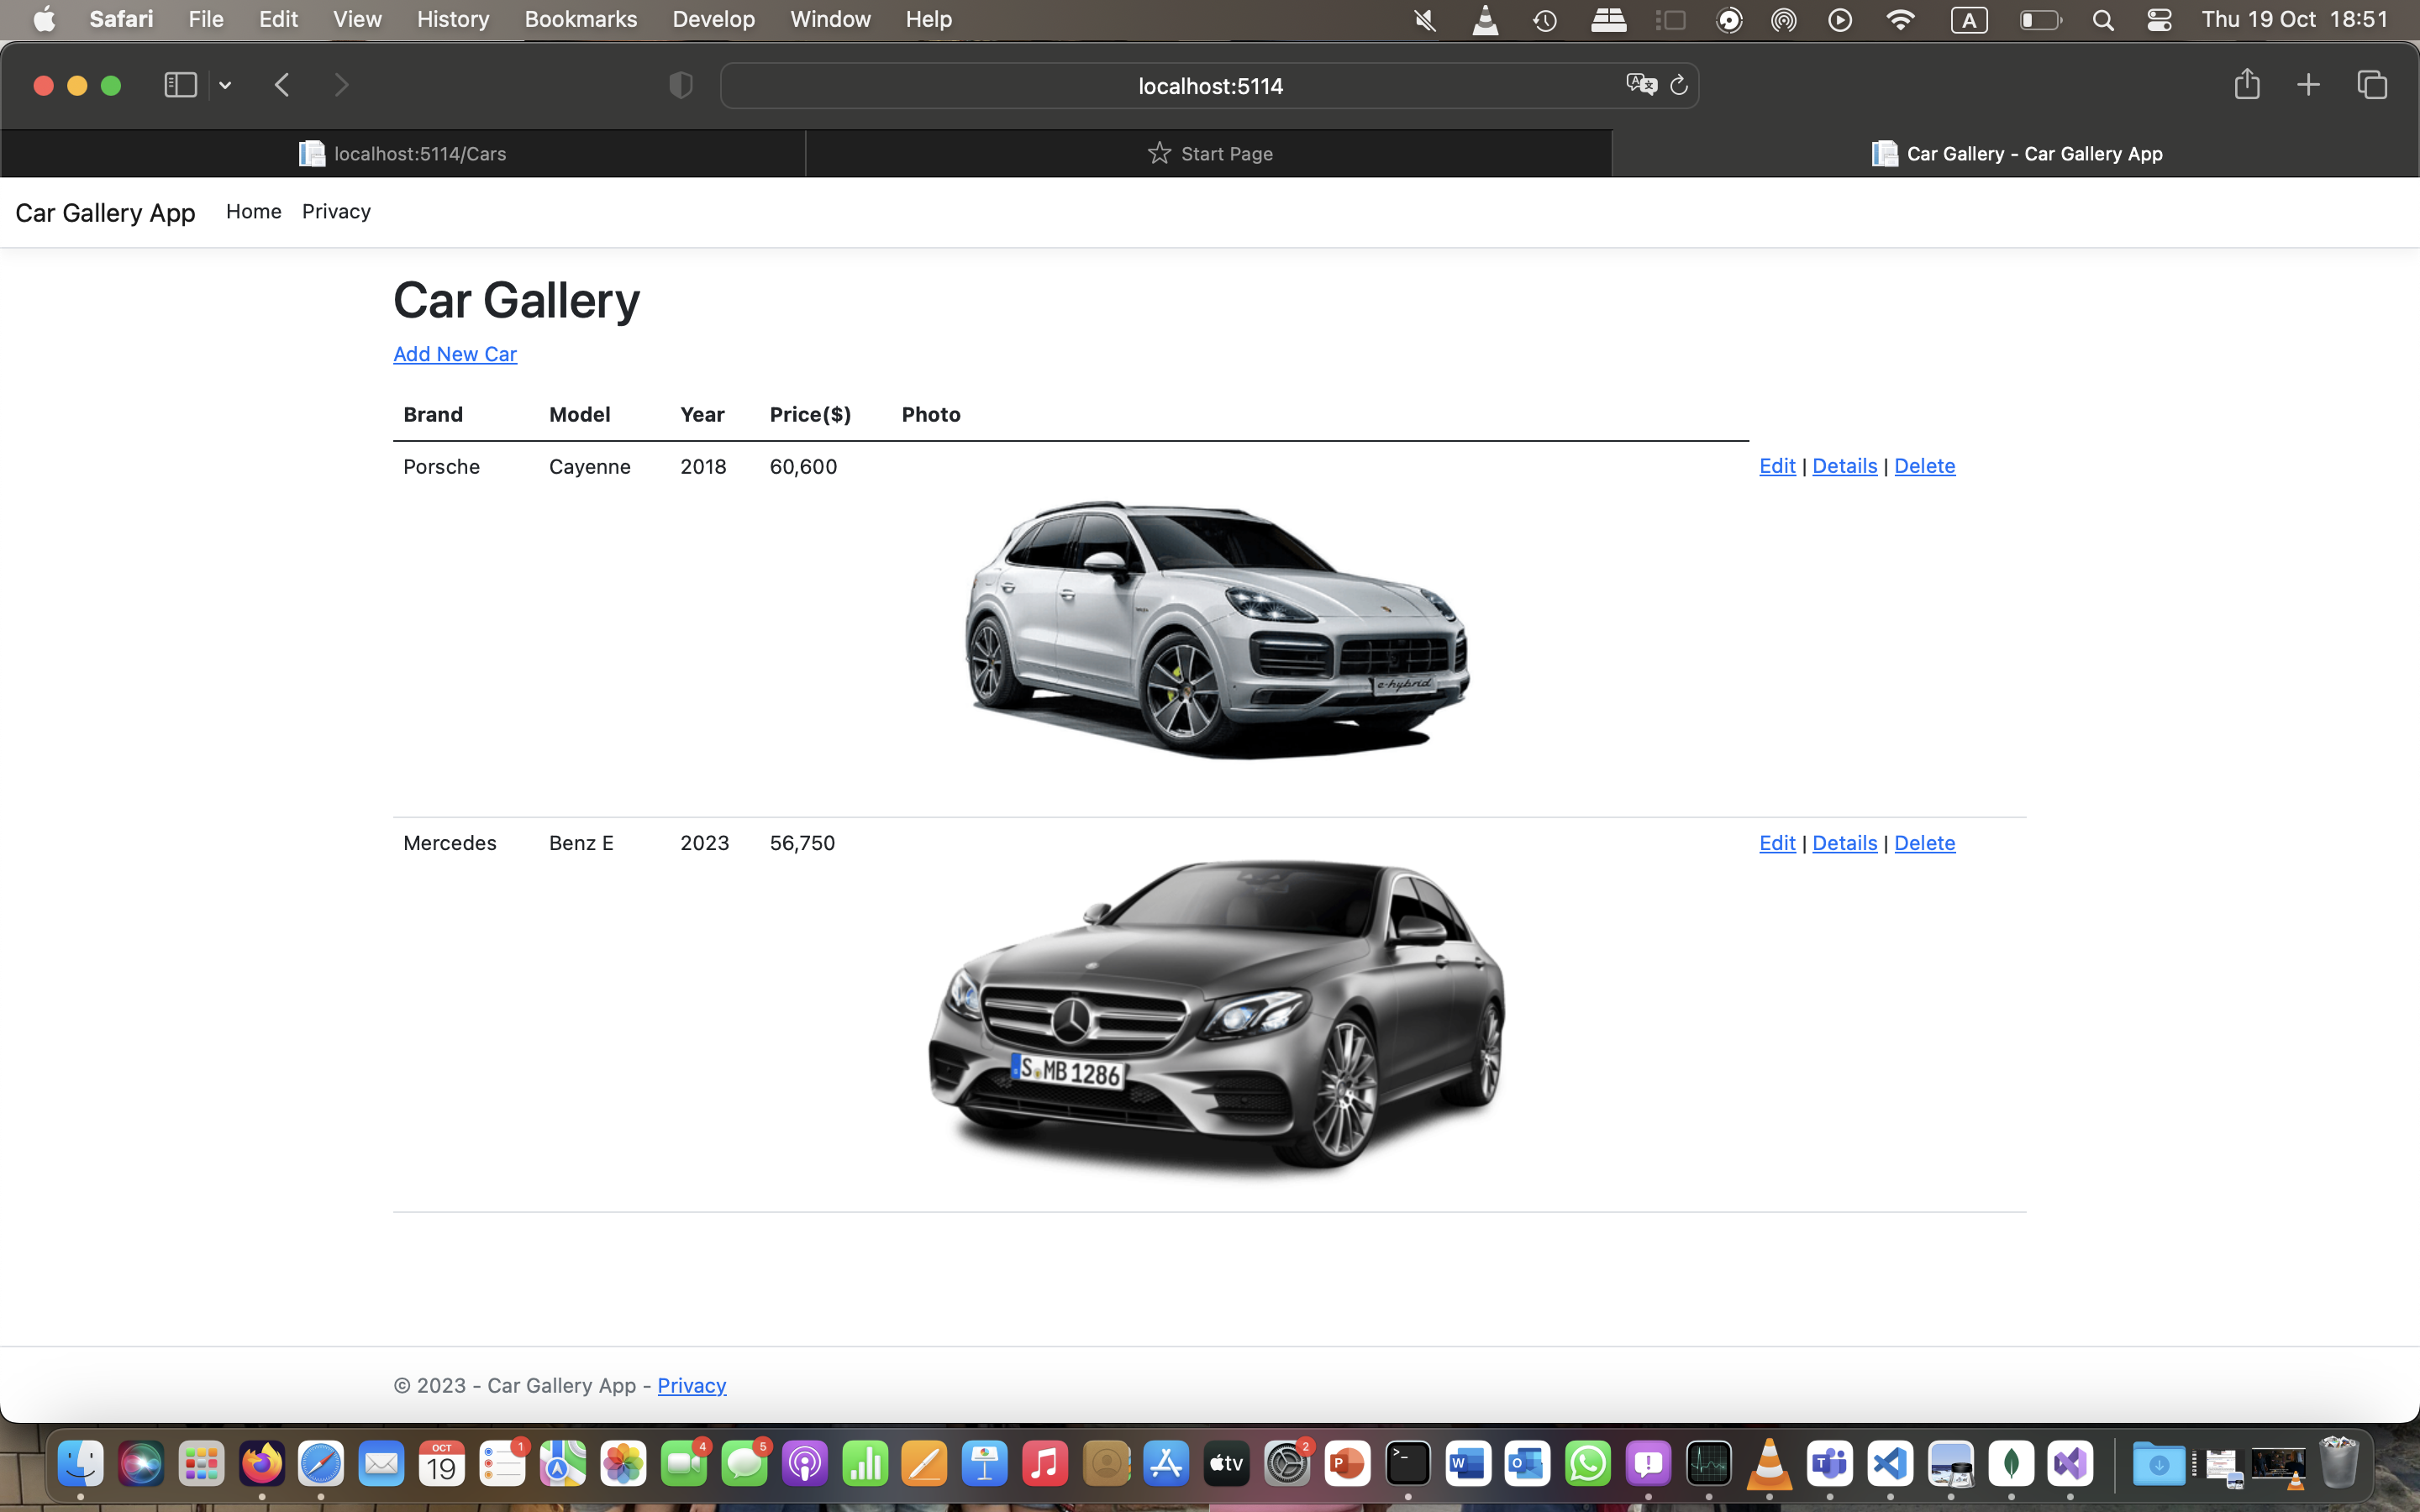 Safari File Edit View History Bookmarks Develop Window Help A Thu 19 Oct 18:51
localhost:5114
localhost:5114/Cars Start Page Car Gallery - Car Gallery App
Car Gallery App Home Privacy
Car Gallery
Add New Car
Brand Model Year Price($) Photo
Porsche Cayenne 2018 60,600 Edit | Details | Delete
e-hybrid
Mercedes Benz E 2023 56,750 Edit | Details | Delete
S MB 1286
© 2023 - Car Gallery App - Privacy
OCT 1 4 5 2
19 tv P W O T